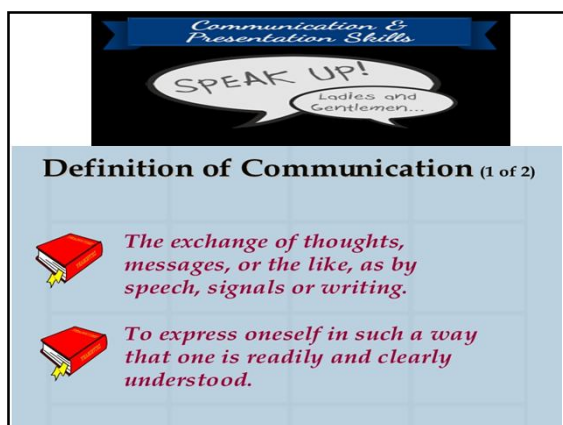 Communication &
Presentation Skills
SPEAK UP!
Ladies and
Gentlemen...
Definition of Communication (1 of 2)
The exchange of thoughts,
messages, or the like, as by
speech, signals or writing.
To express oneself in such a way
that one is readily and clearly
understood.